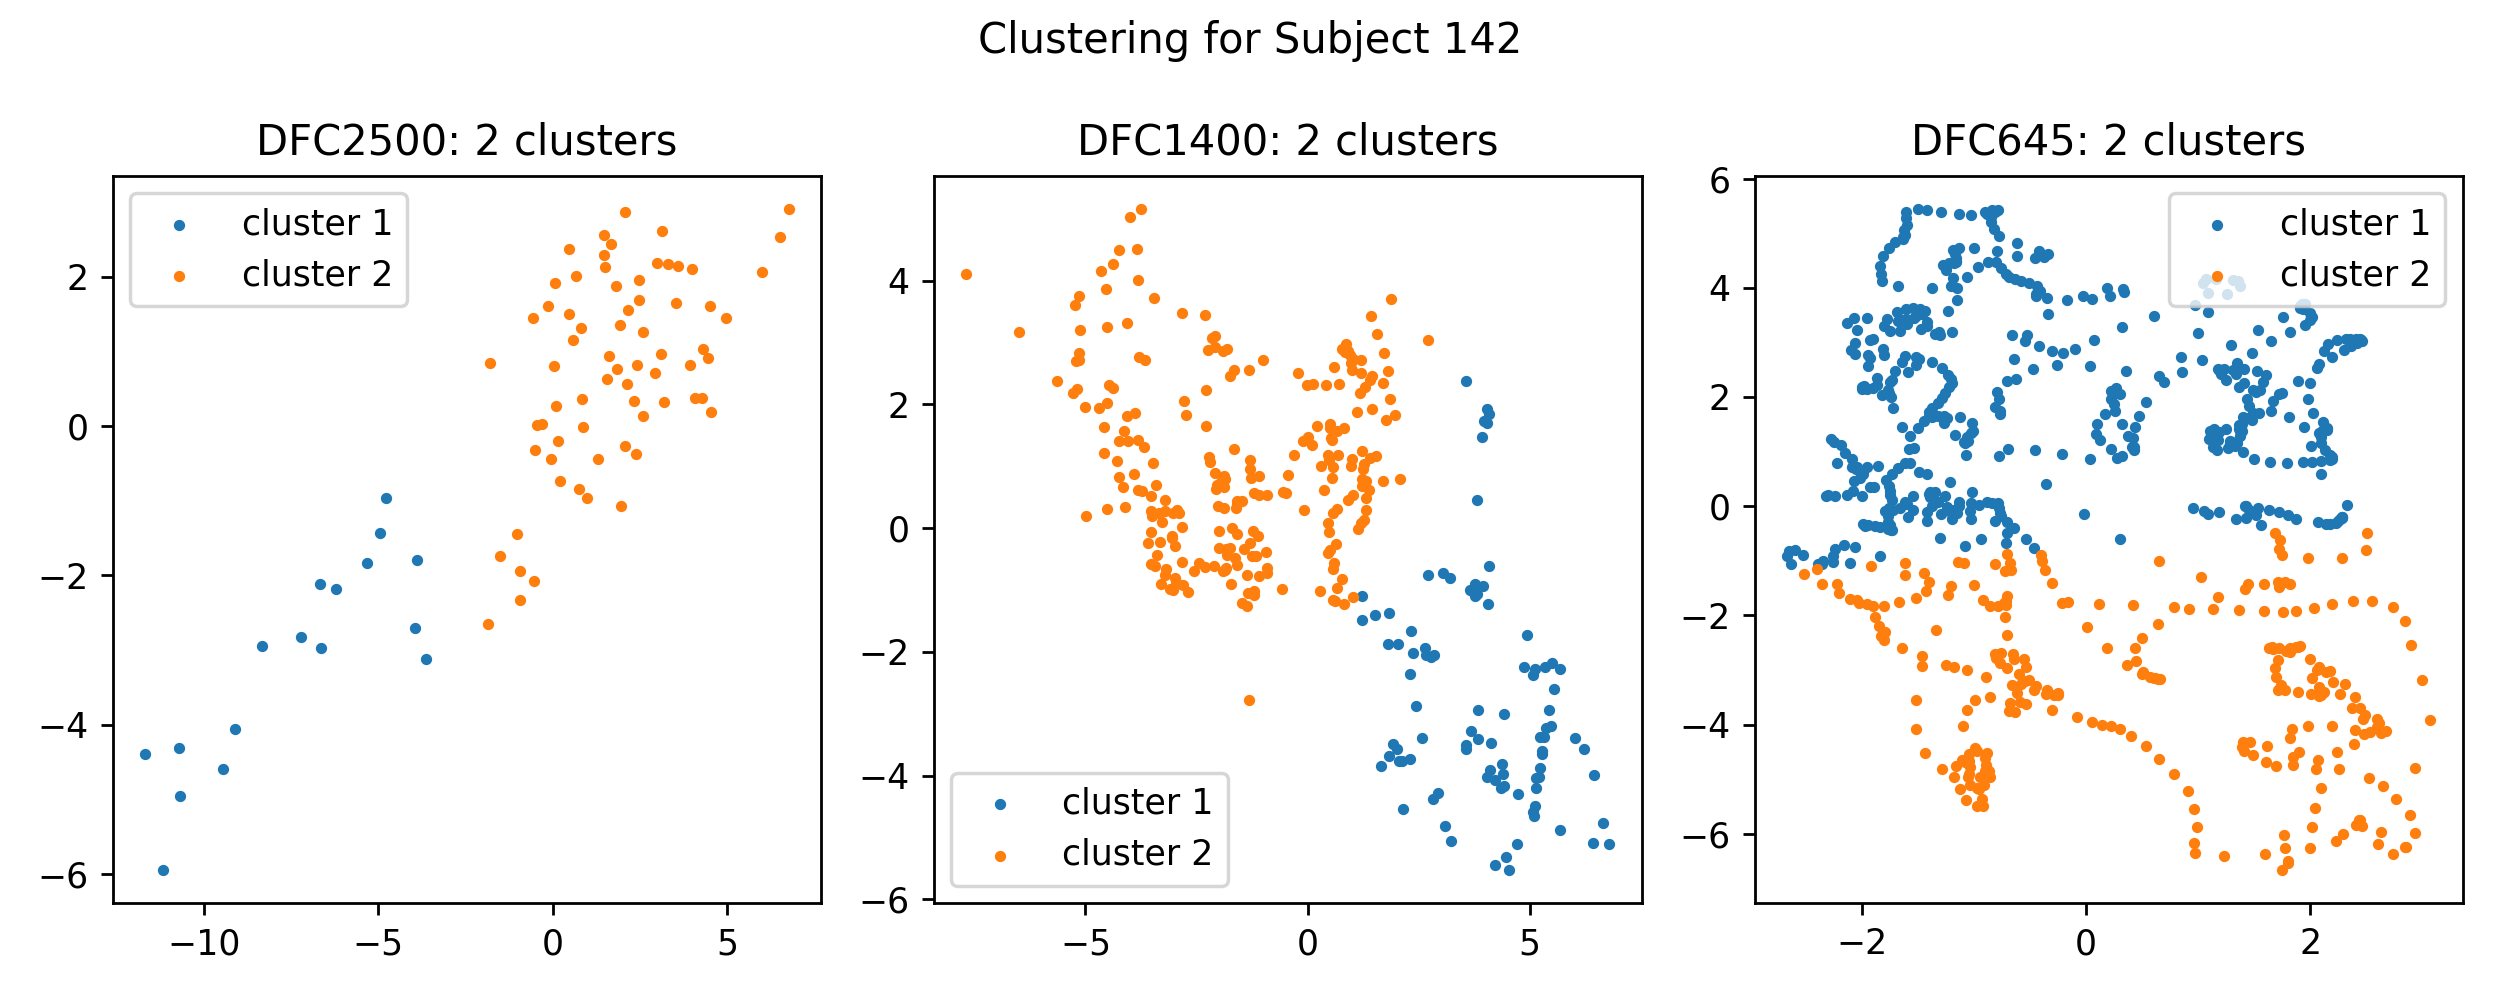 Clustering for Subject 142
DFC2500: 2 clusters
cluster 1
cluster 2
2
0
−2
−4
−6
−10
−5
0
5
DFC1400: 2 clusters
4
2
0
−2
−4
−6
cluster 1
cluster 2
−5
0
5
DFC645: 2 clusters
cluster 1
cluster 2
6
4
2
0
−2
−4
−6
−2
0
2